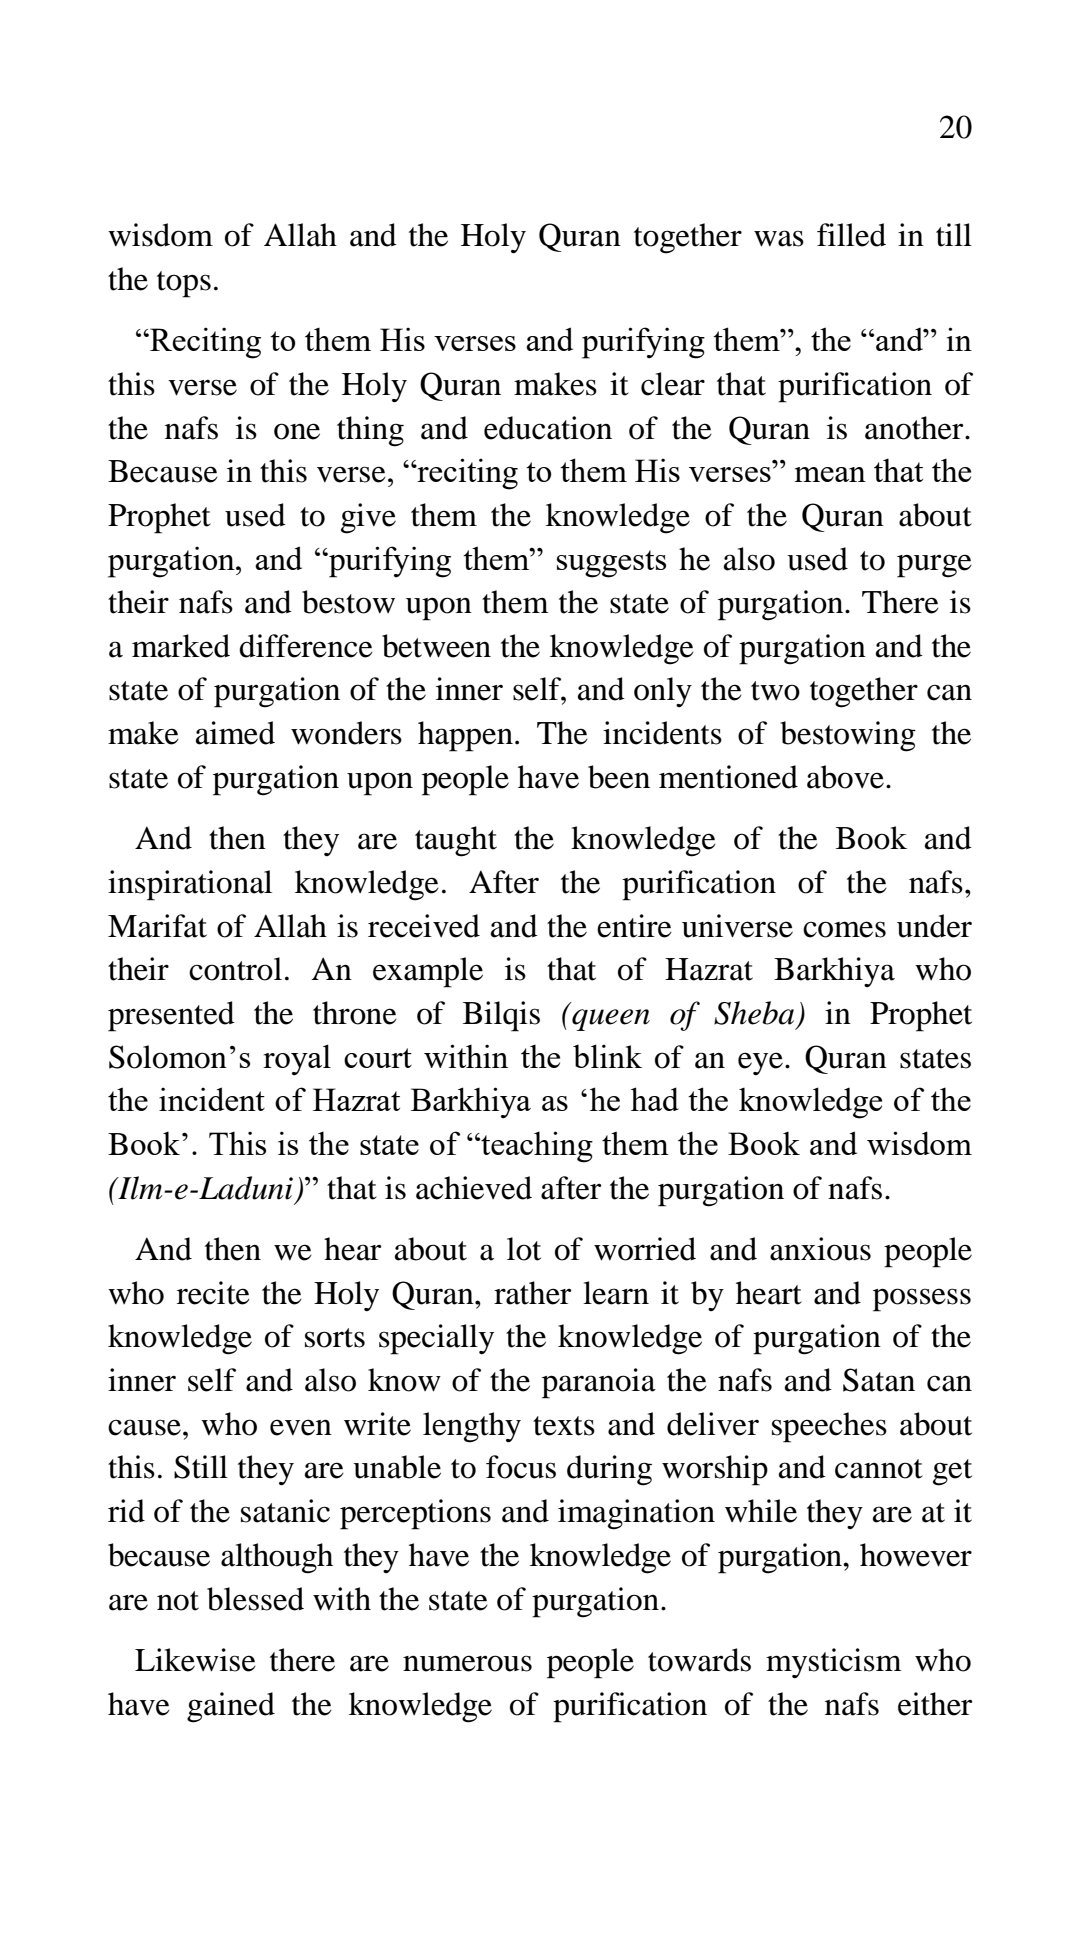 20
wisdom of Allah and the Holy Quran together was filled in till
the tops.
“Reciting to them His verses and purifying them”, the “and” in
this verse of the Holy Quran makes it clear that purification of
the nafs is one thing and education of the Quran is another.
Because in this verse, “reciting to them His verses” mean that the
Prophet used to give them the knowledge of the Quran about
purgation, and “purifying them” suggests he also used to purge
their nafs and bestow upon them the state of purgation. There is
a marked difference between the knowledge of purgation and the
state of purgation of the inner self, and only the two together can
make aimed wonders happen. The incidents of bestowing the
state of purgation upon people have been mentioned above.
And then they are taught the knowledge of the Book and
inspirational knowledge. After the purification of the nafs,
Marifat of Allah is received and the entire universe comes under
their control. An example is that of Hazrat Barkhiya who
presented the throne of Bilqis (queen of Sheba) in Prophet
Solomon’s royal court within the blink of an eye. Quran states
the incident of Hazrat Barkhiya as ‘he had the knowledge of the
Book’. This is the state of “teaching them the Book and wisdom
(Ilm-e-Laduni)” that is achieved after the purgation of nafs.
And then we hear about a lot of worried and anxious people
who recite the Holy Quran, rather learn it by heart and possess
knowledge of sorts specially the knowledge of purgation of the
inner self and also know of the paranoia the nafs and Satan can
cause, who even write lengthy texts and deliver speeches about
this. Still they are unable to focus during worship and cannot get
rid of the satanic perceptions and imagination while they are at it
because although they have the knowledge of purgation, however
are not blessed with the state of purgation.
Likewise there are numerous people towards mysticism who
have gained the knowledge of purification of the nafs either